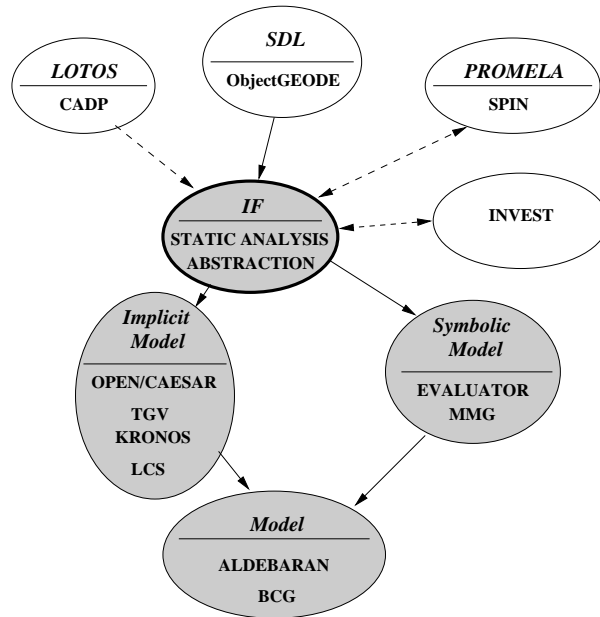 SDL
ObjectGEODE
LOTOS
CADP
PROMELA
SPIN
IF
STATIC ANALYSIS
ABSTRACTION
INVEST
Implicit
Model
OPEN/CAESAR
TGV
KRONOS
LCS
Symbolic
Model
EVALUATOR
MMG
Model
ALDEBARAN
BCG